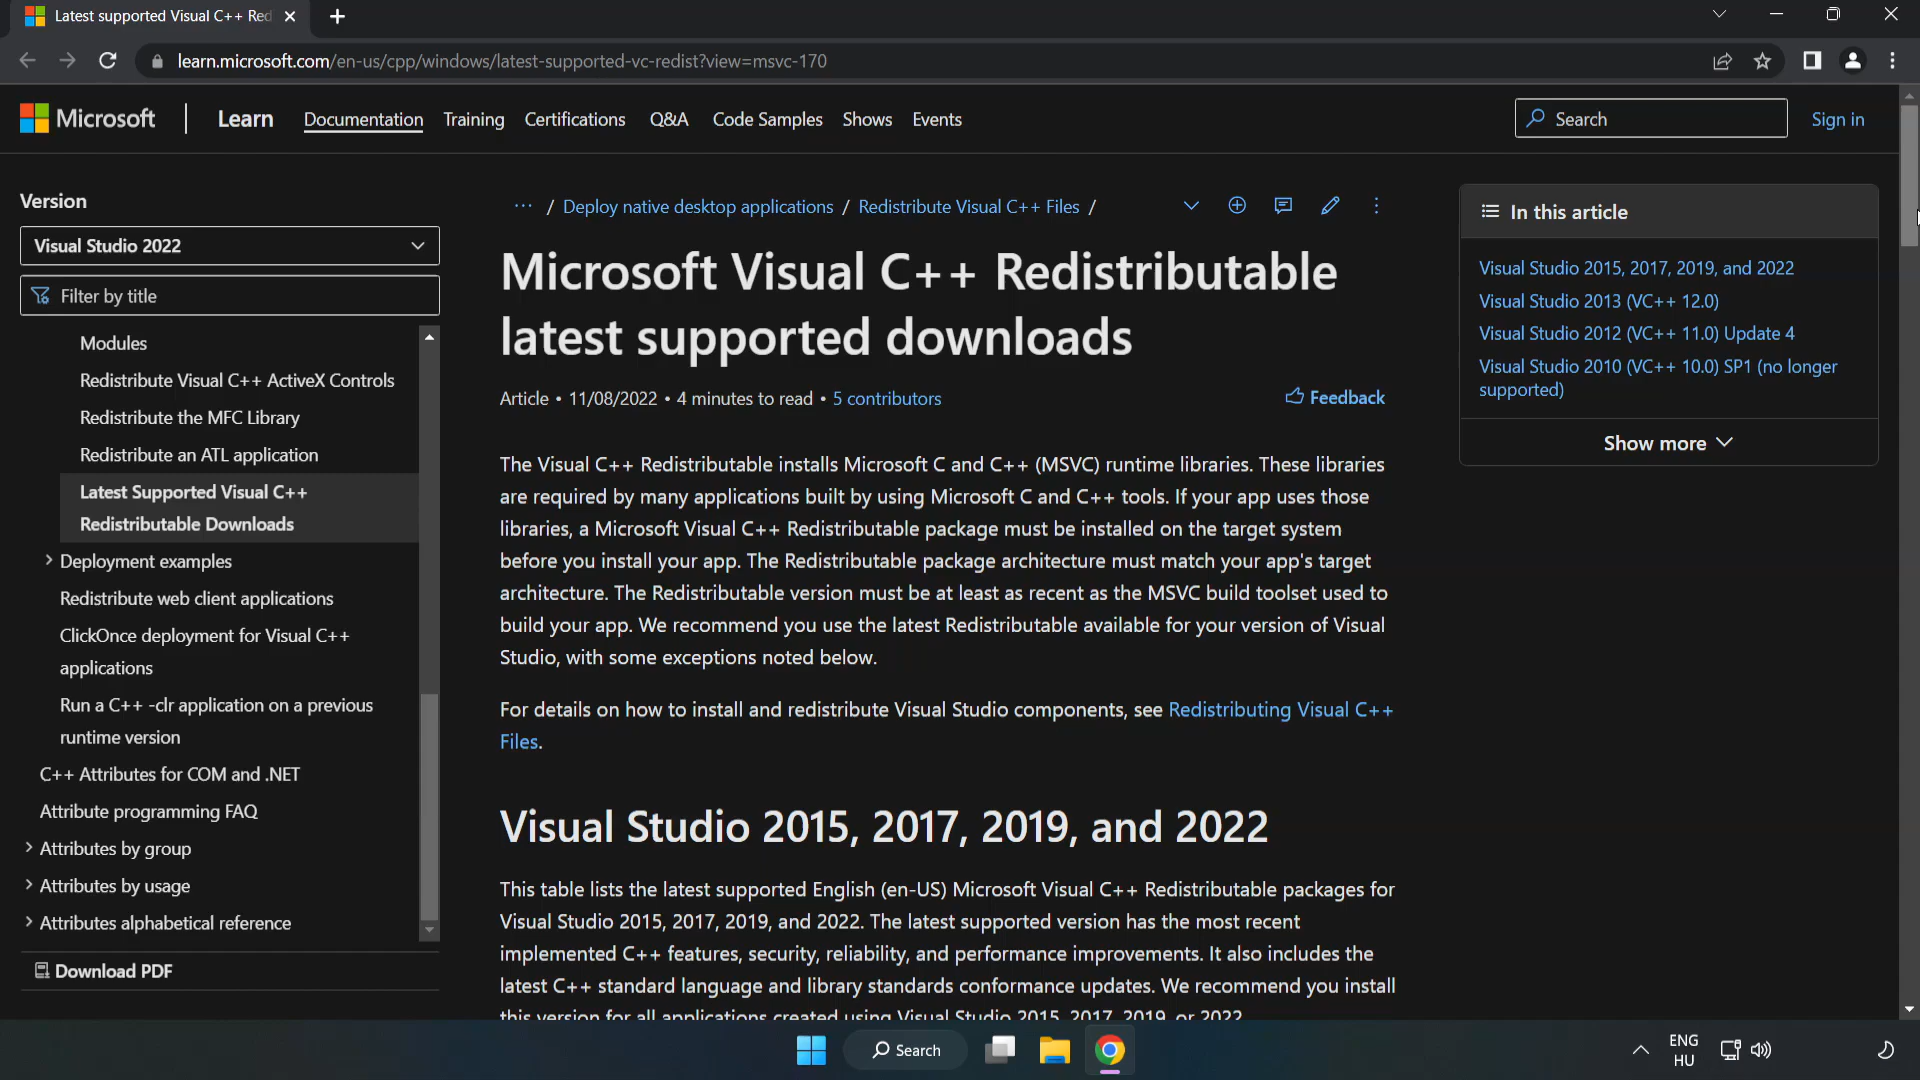 Latest supported Visual C++ Red
learn.microsoft.com/en-us/cpp/windows/latest-supported-vc-redist?view=msvc-170
Microsoft
Learn
Documentation
Training
Certifications
Q&A
Code Samples
Shows
Events
Search
Sign in
Version
Visual Studio 2022
Filter by title
Modules
Redistribute Visual C++ ActiveX Controls
Redistribute the MFC Library
Redistribute an ATL application
Latest Supported Visual C++
Redistributable Downloads
Deployment examples
Redistribute web client applications
ClickOnce deployment for Visual C++
applications
Run a C++ -clr application on a previous
runtime version
C++ Attributes for COM and .NET
Attribute programming FAQ
Attributes by group
Attributes by usage
Attributes alphabetical reference
Download PDF
... / Deploy native desktop applications / Redistribute Visual C++ Files /
Microsoft Visual C++ Redistributable
latest supported downloads
Article • 11/08/2022 • 4 minutes to read • 5 contributors
Feedback
The Visual C++ Redistributable installs Microsoft C and C++ (MSVC) runtime libraries. These libraries
are required by many applications built by using Microsoft C and C++ tools. If your app uses those
libraries, a Microsoft Visual C++ Redistributable package must be installed on the target system
before you install your app. The Redistributable package architecture must match your app's target
architecture. The Redistributable version must be at least as recent as the MSVC build toolset used to
build your app. We recommend you use the latest Redistributable available for your version of Visual
Studio, with some exceptions noted below.
For details on how to install and redistribute Visual Studio components, see Redistributing Visual C++
Files.
Visual Studio 2015, 2017, 2019, and 2022
This table lists the latest supported English (en-US) Microsoft Visual C++ Redistributable packages for
Visual Studio 2015, 2017, 2019, and 2022. The latest supported version has the most recent
implemented C++ features, security, reliability, and performance improvements. It also includes the
latest C++ standard language and library standards conformance updates. We recommend you install
this version for all applications created using Visual Studio 2015, 2017, 2019, or 2022.
In this article
Visual Studio 2015, 2017, 2019, and 2022
Visual Studio 2013 (VC++ 12.0)
Visual Studio 2012 (VC++ 11.0) Update 4
Visual Studio 2010 (VC++ 10.0) SP1 (no longer
supported)
Show more
Search
ENG
HU